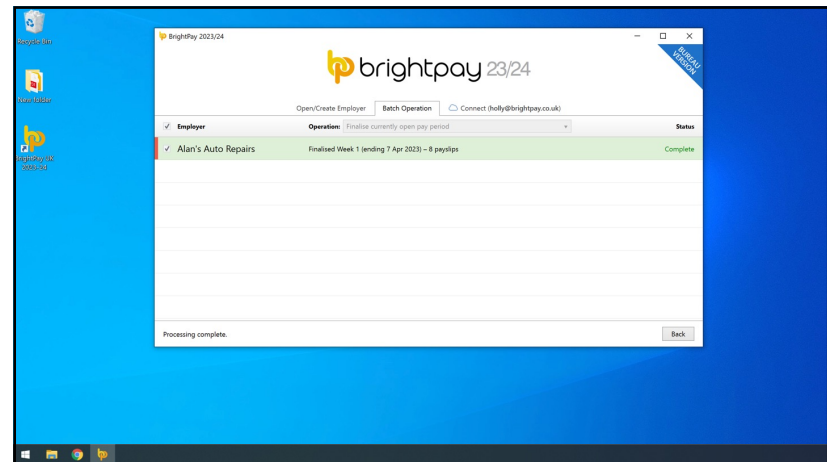 Recycle Bin
New folder
BrightPay UK
2023-24
BrightPay 2023/24
brightpay 23/24
BUREAU
VERSION
Open/Create Employer Batch Operation Connect (holly@brightpay.co.uk)
Employer Operation: Finalise currently open pay period Status
Alan's Auto Repairs Finalised Week 1 (ending 7 Apr 2023) – 8 payslips Complete
Processing complete. Back